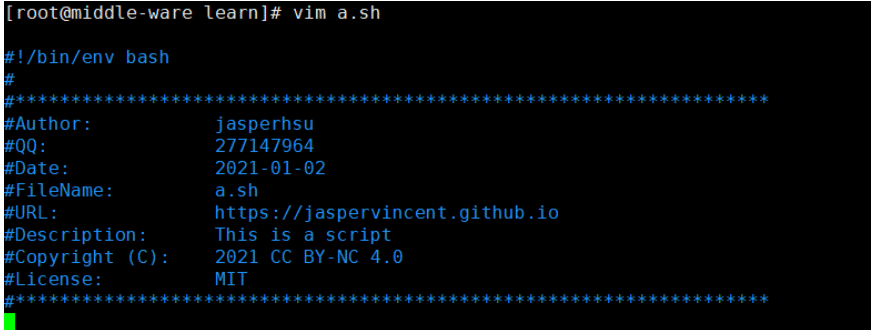 [root@middle-ware learn]# vim a.sh
#!/bin/env bash
#
#********************************************************************
#Author: jasperhsu
#QQ: 277147964
#Date: 2021-01-02
#FileName: a.sh
#URL: https://jaspervincent.github.io
#Description: This is a script
#Copyright (C): 2021 CC BY-NC 4.0
#License: MIT
#********************************************************************